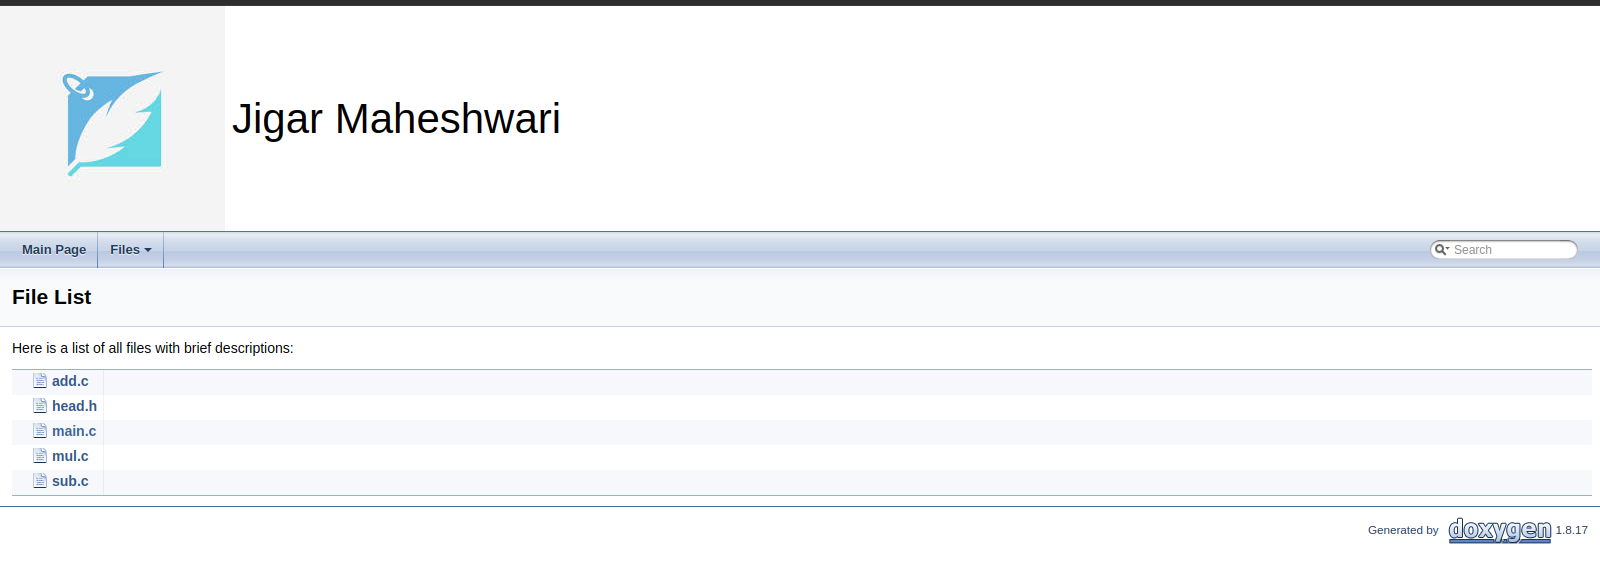 Jigar Maheshwari
Main Page Files Search
File List
Here is a list of all files with brief descriptions:
add.c
head.h
main.c
mul.c
sub.c
Generated by doxygen 1.8.17